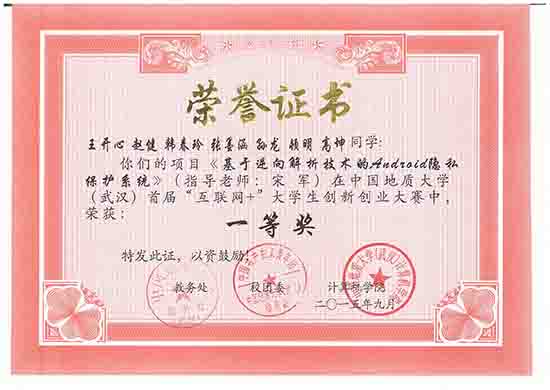 荣誉证书
王开心 赵健 韩春玲 张喜涵 孙龙 顿明 高坤同学：
你们的项目《基于逆向解析技术的Android隐私
保护系统》（指导老师：宋 军）在中国地质大学
（武汉）首届“互联网+”大学生创新创业大赛中，
荣获：
一等奖
特发此证，以资鼓励！
教务处 校团委 计算机学院
二〇一五年九月